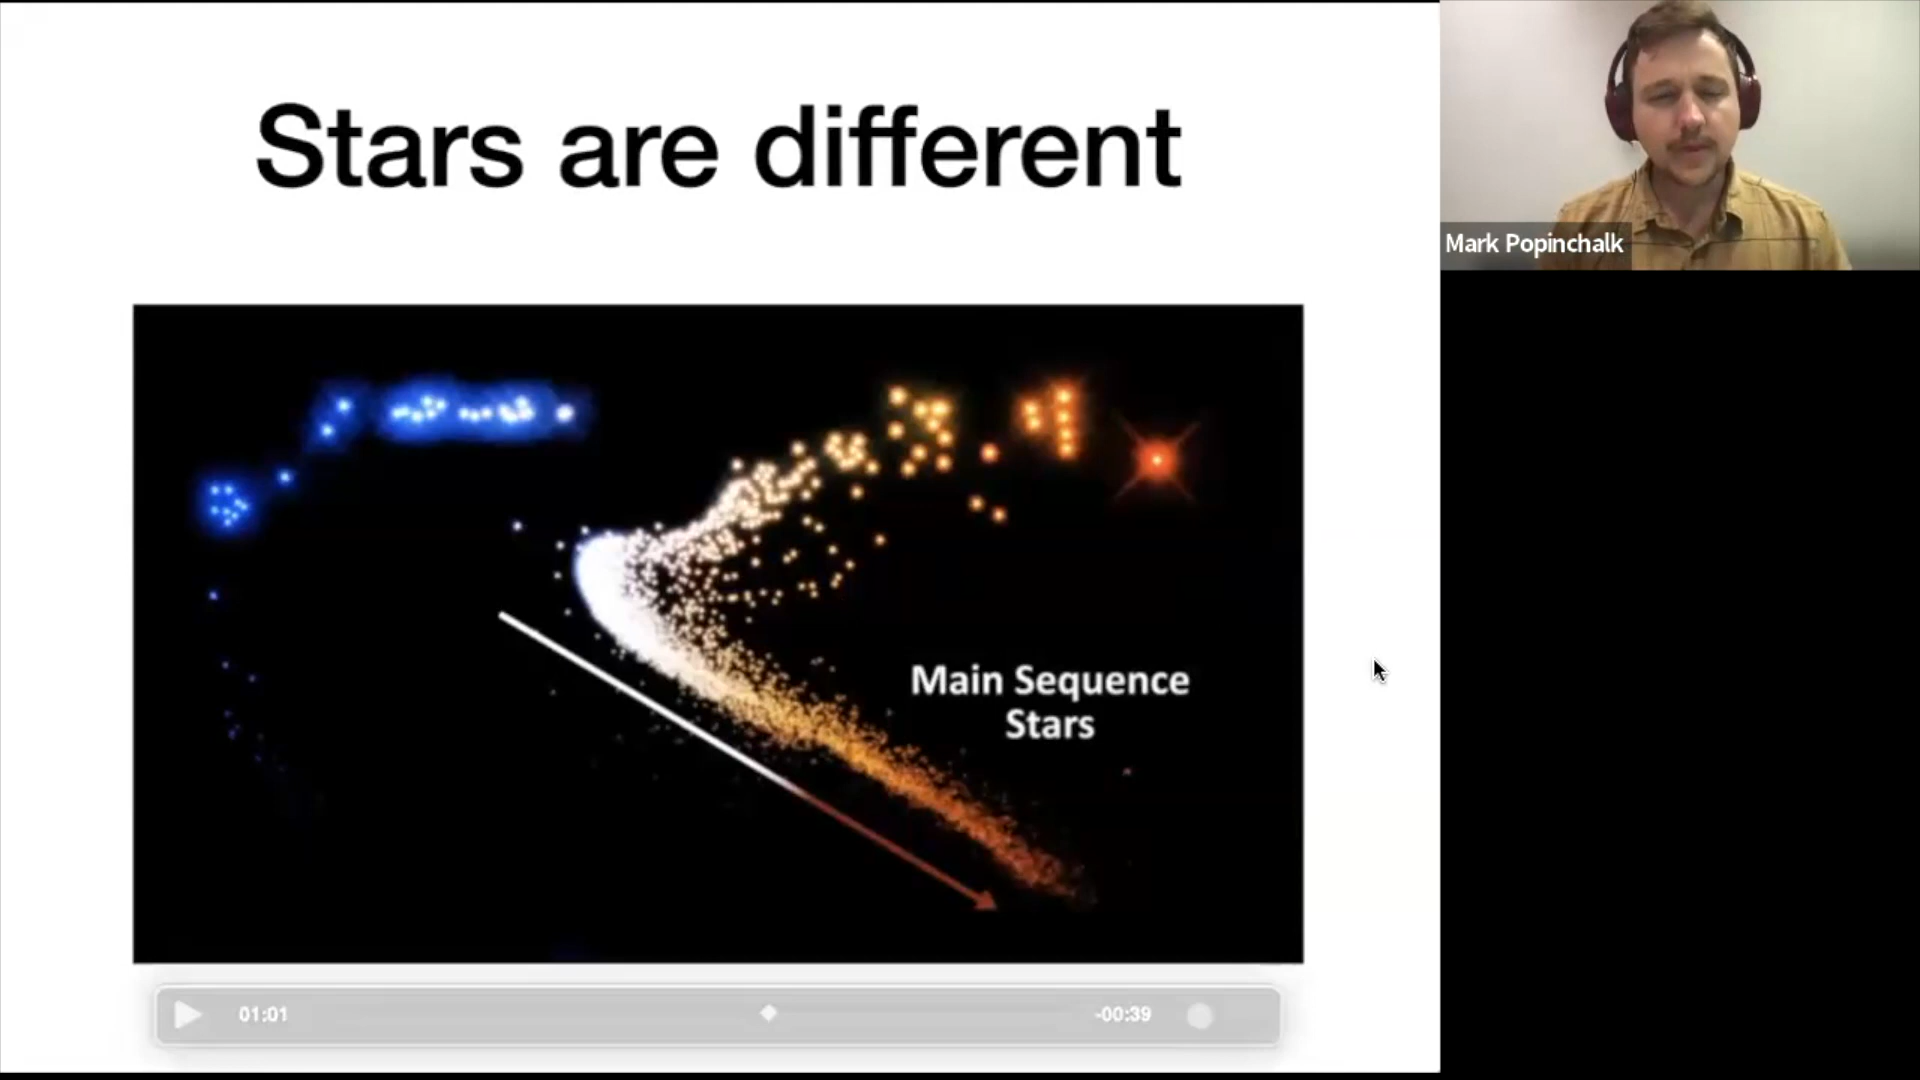 Stars are different
Mark Popinchalk
Main Sequence
Stars
01:01
-00:39